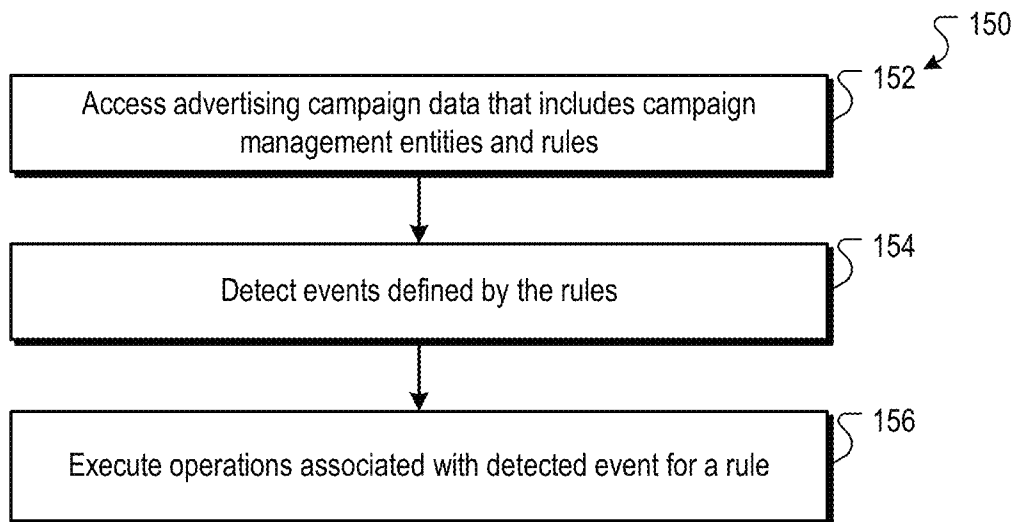 150
152
Access advertising campaign data that includes campaign
management entities and rules
154
Detect events defined by the rules
156
Execute operations associated with detected event for a rule